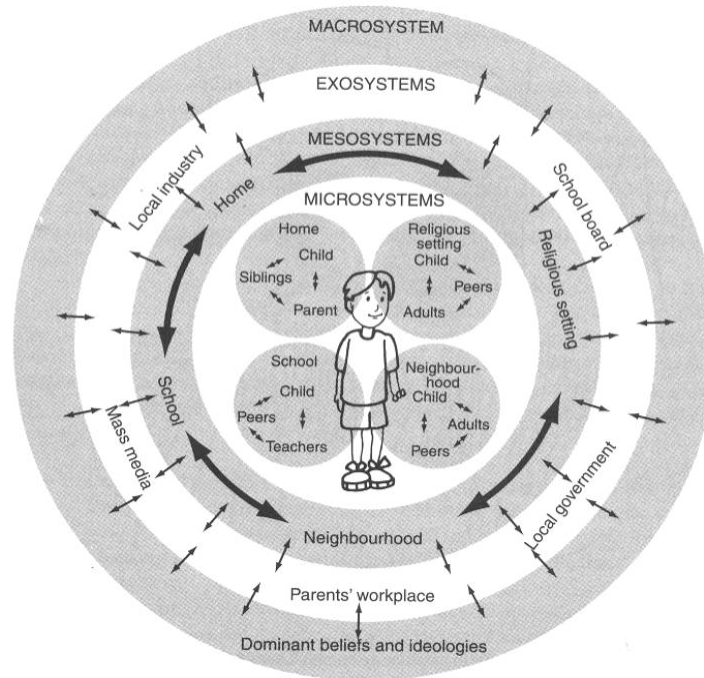 MACROSYSTEM
EXOSYSTEMS
MESOSYSTEMS
MICROSYSTEMS
Local industry
Home
School board
Religious setting
Home
Child
Siblings
Parent
Religious
setting
Child
Peers
Adults
School
Child
Peers
Teachers
Neighbour-
hood
Child
Adults
Peers
School
Mass media
Local government
Neighbourhood
Parents' workplace
Dominant beliefs and ideologies